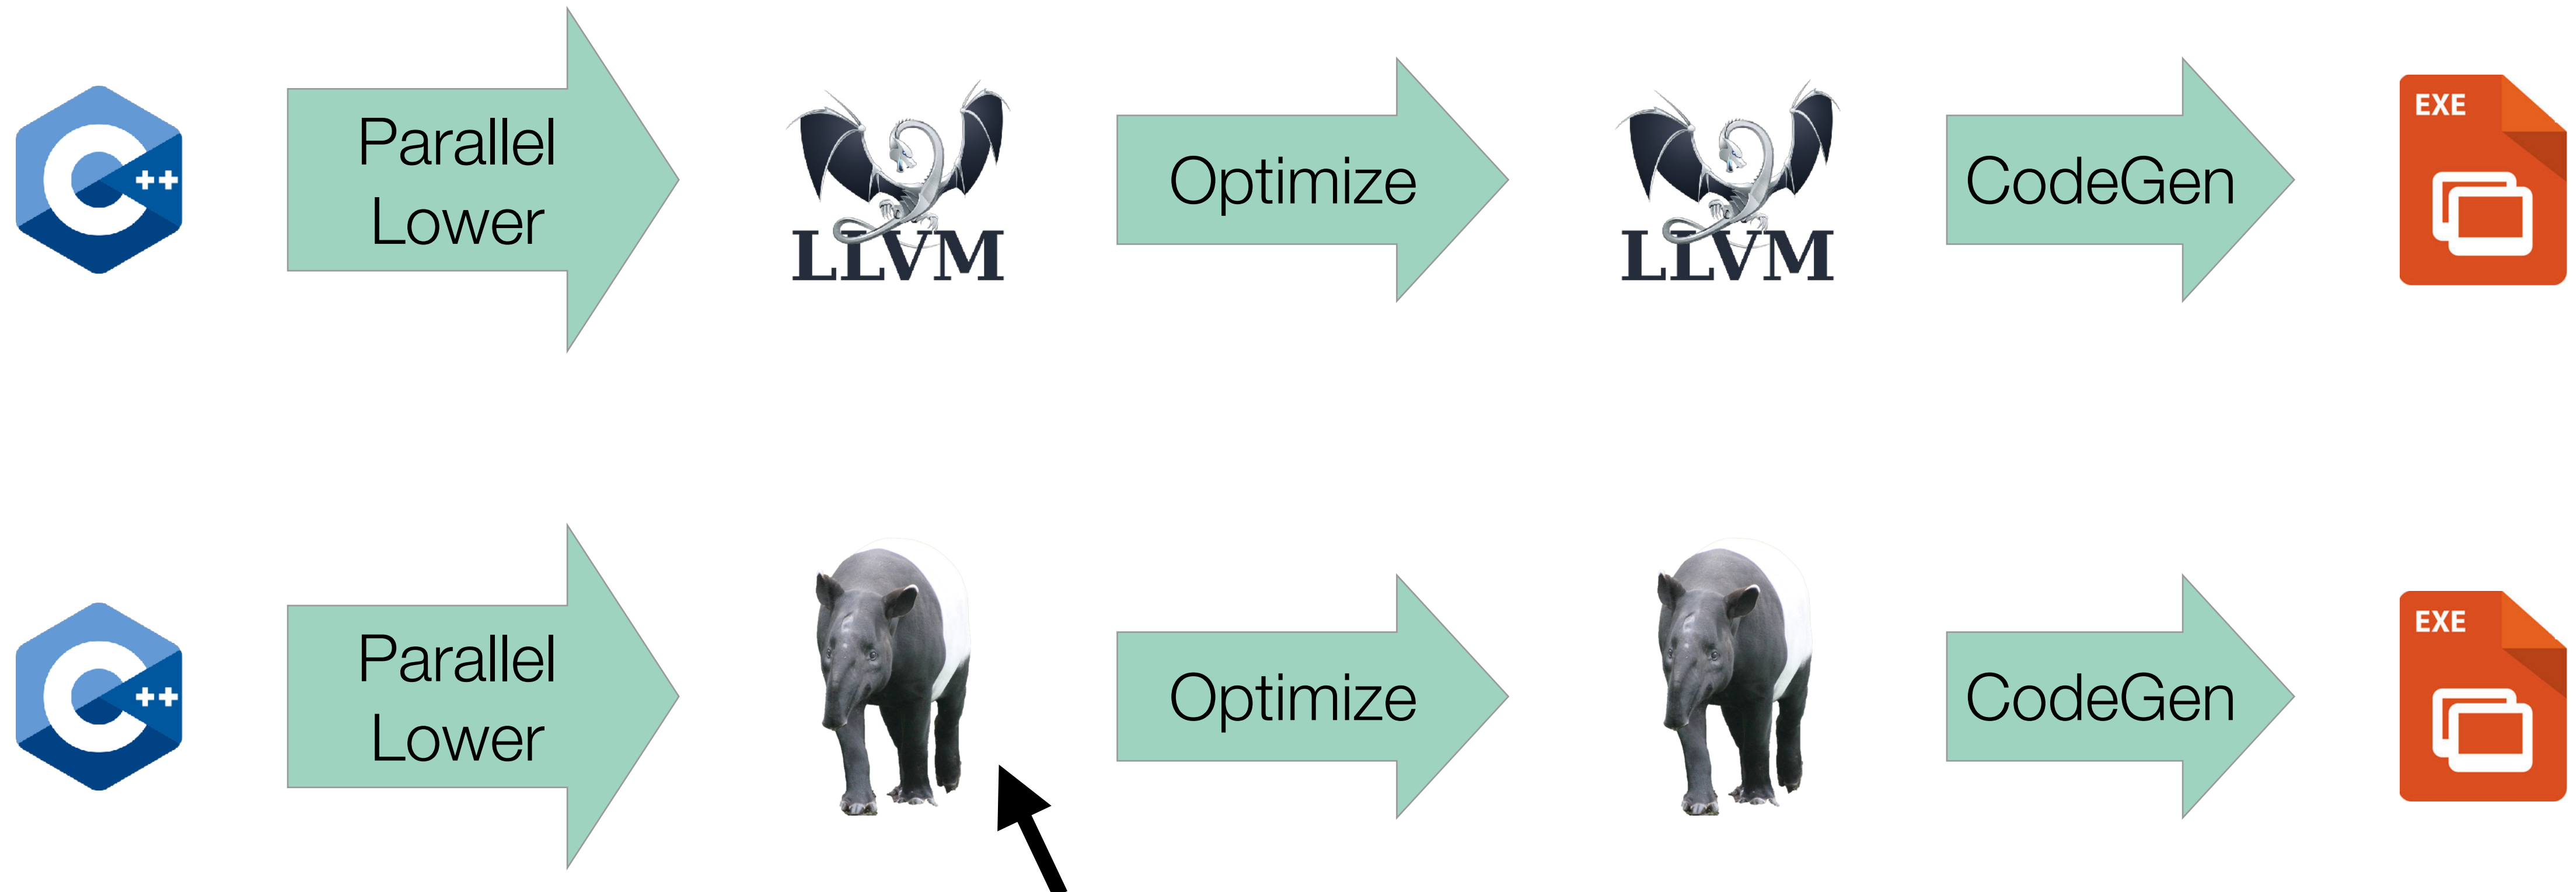 C++
Parallel
Lower
LLVM
Optimize
LLVM
CodeGen
EXE
C++
Parallel
Lower
Optimize
CodeGen
EXE